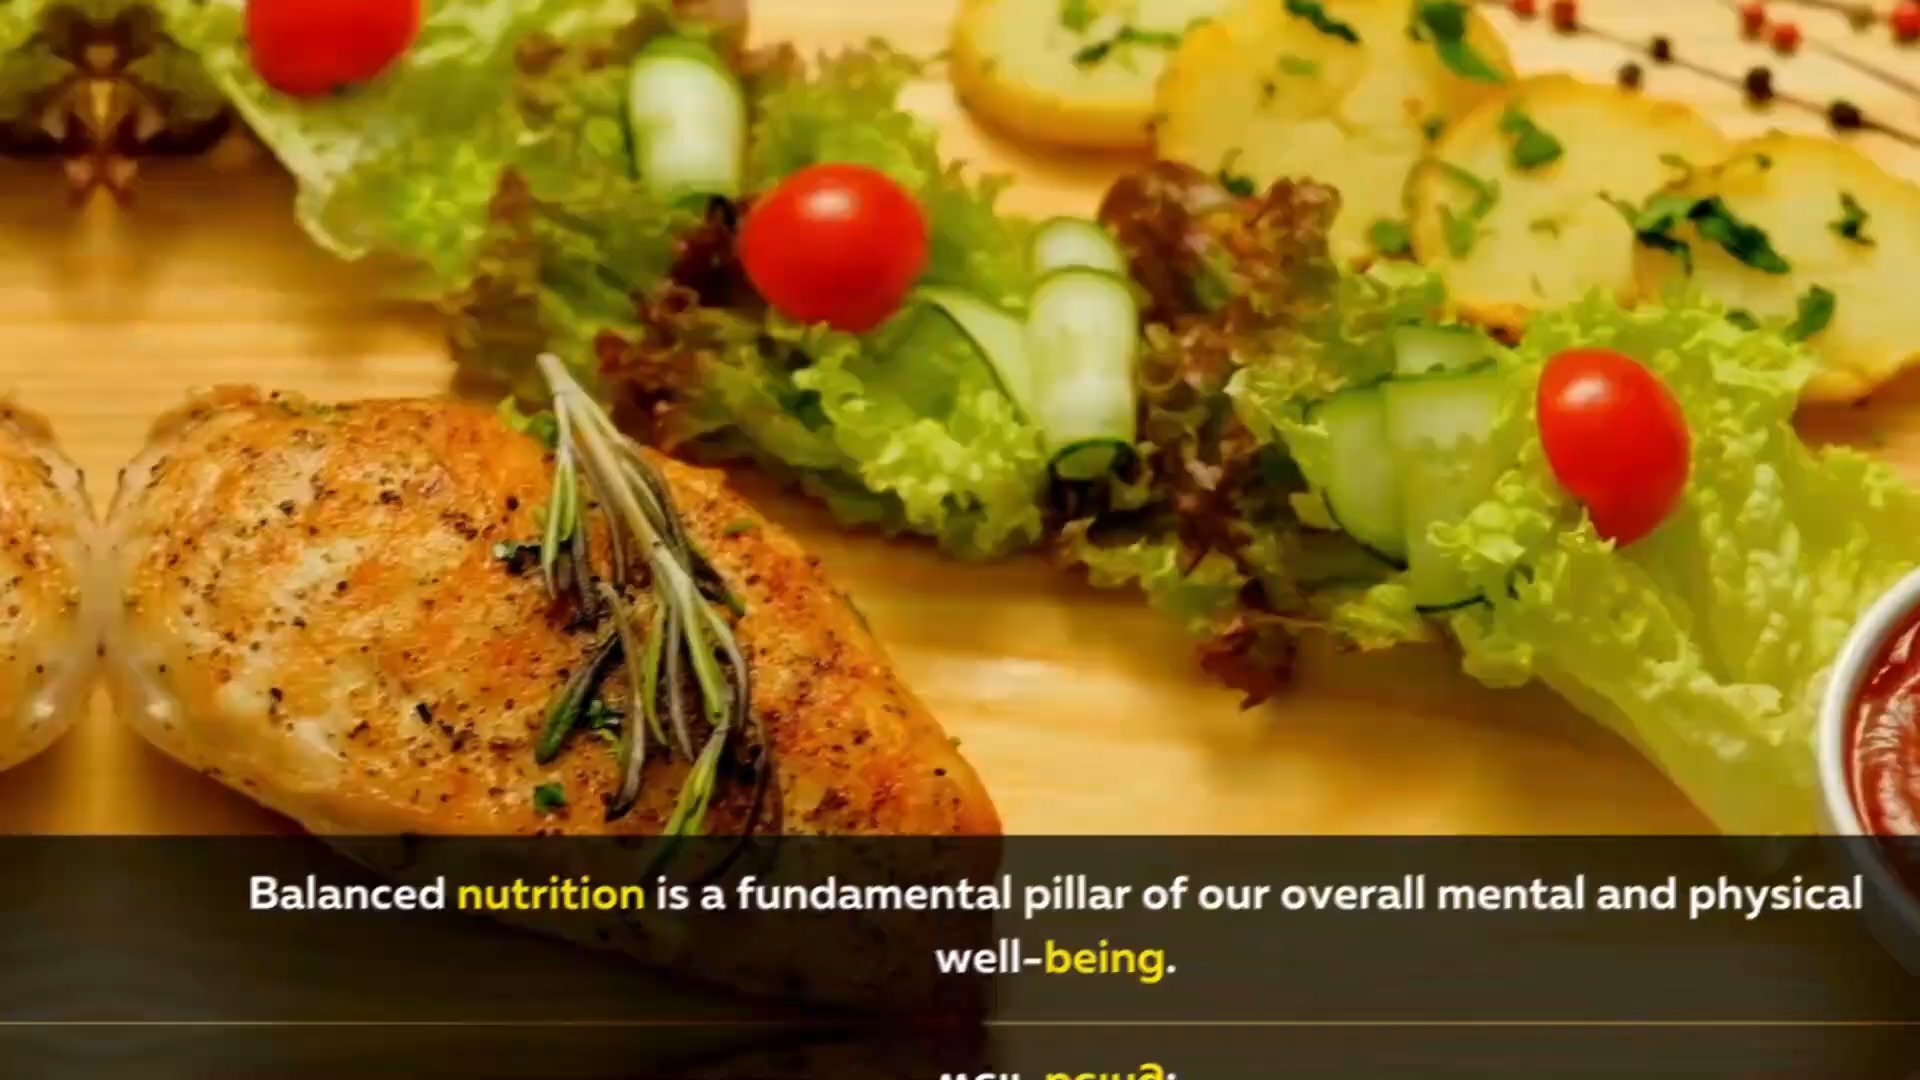 Balanced nutrition is a fundamental pillar of our overall mental and physical
well-being.